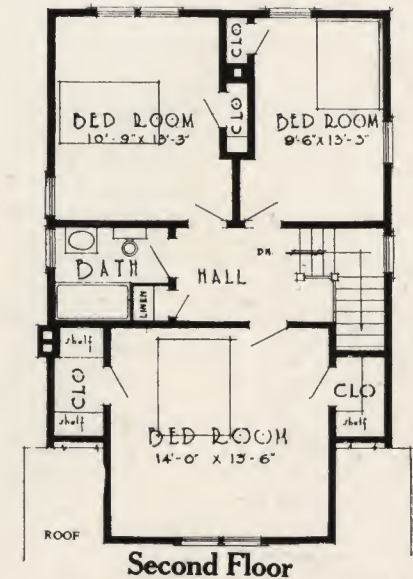 CLO
CLO
BED ROOM
10'-9" X 13'-3"
BED ROOM
9'-6" X 13'-3"
BATH
HALL
DN.
LINEN
shelf
CLO
shelf
CLO
shelf
BED ROOM
14'-0" X 13'-6"
ROOF
Second Floor